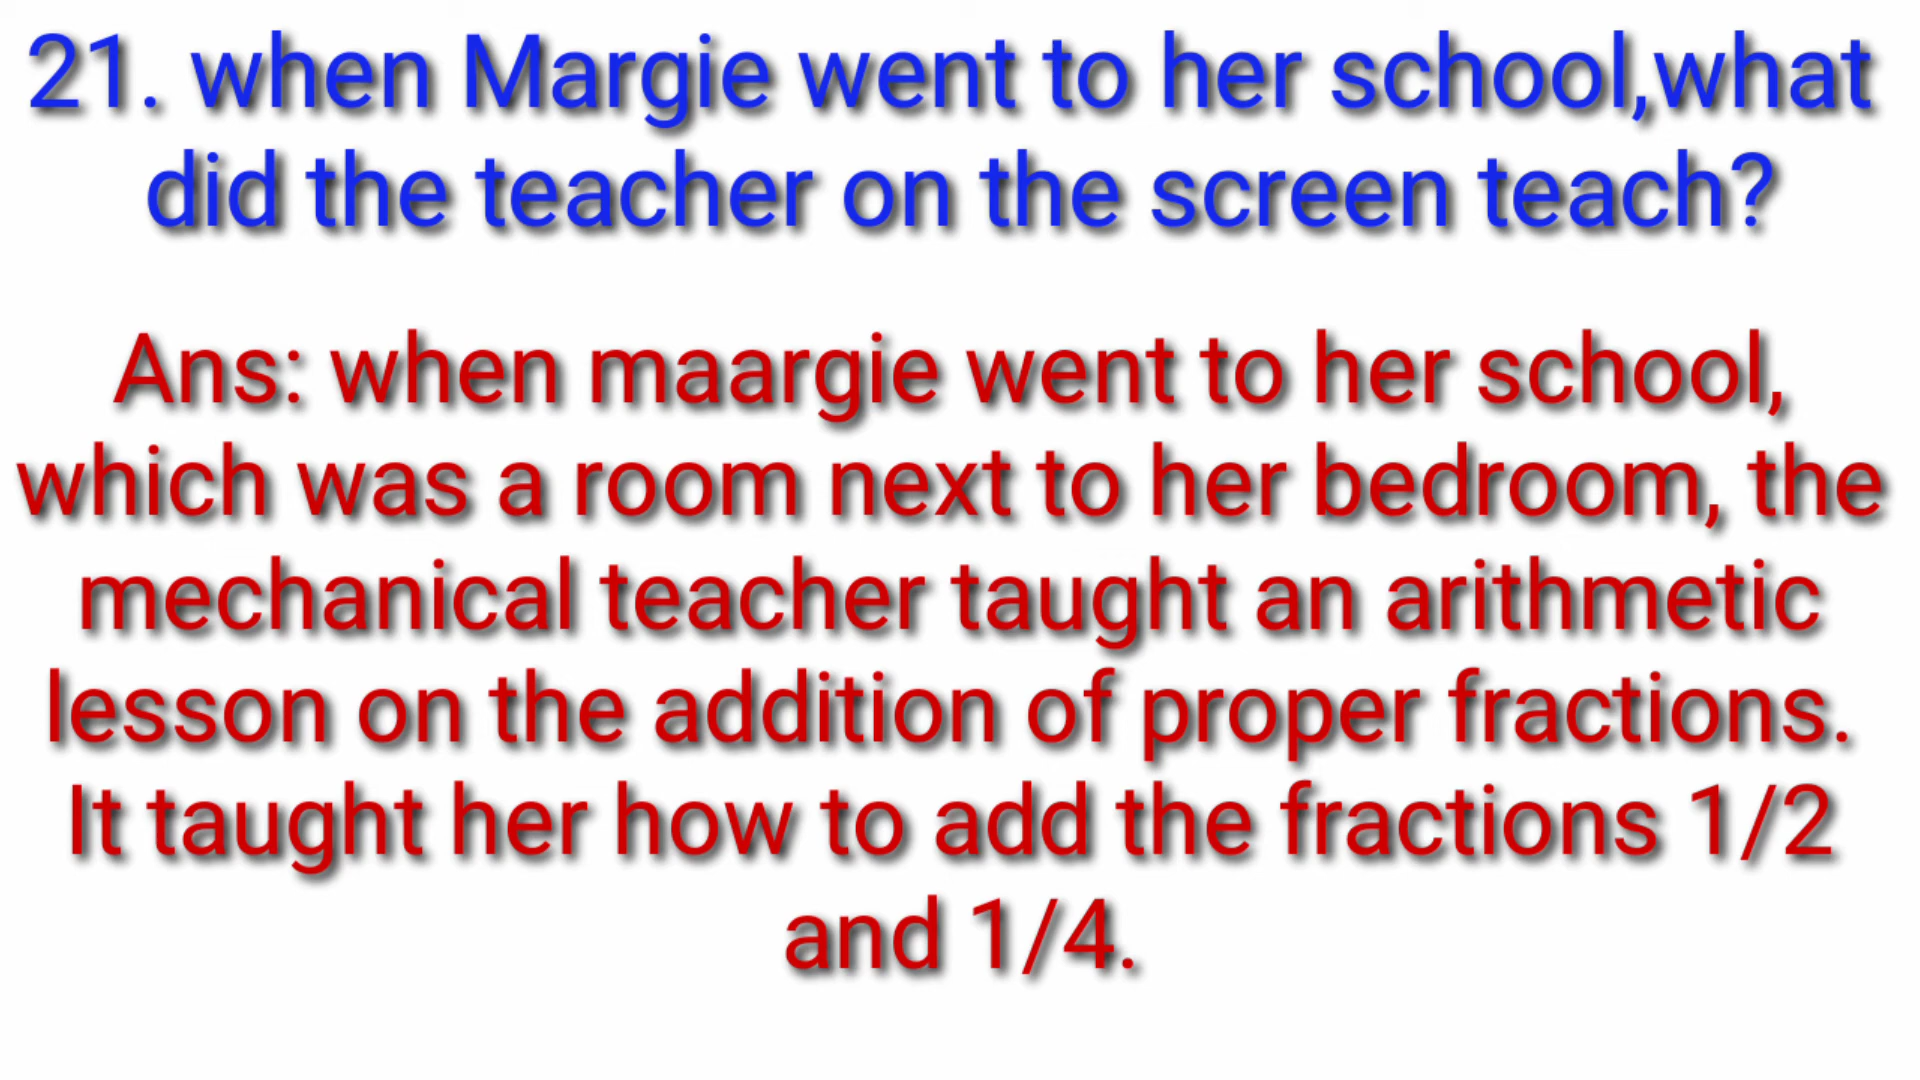 21. when Margie went to her school,what
did the teacher on the screen teach?
Ans: when maargie went to her school,
which was a room next to her bedroom, the
mechanical teacher taught an arithmetic
lesson on the addition of proper fractions.
It taught her how to add the fractions 1/2
and 1/4.